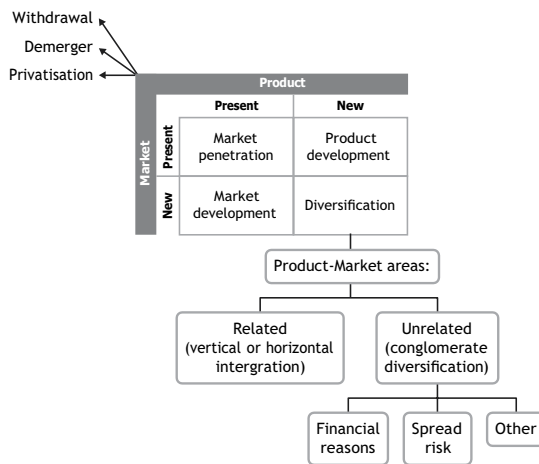 Withdrawal
Demerger
Privatisation
Product
Present
New
Market
Present
Market
penetration
Product
development
New
Market
development
Diversification
Product-Market areas:
Related
(vertical or horizontal
intergration)
Unrelated
(conglomerate
diversification)
Financial
reasons
Spread
risk
Other